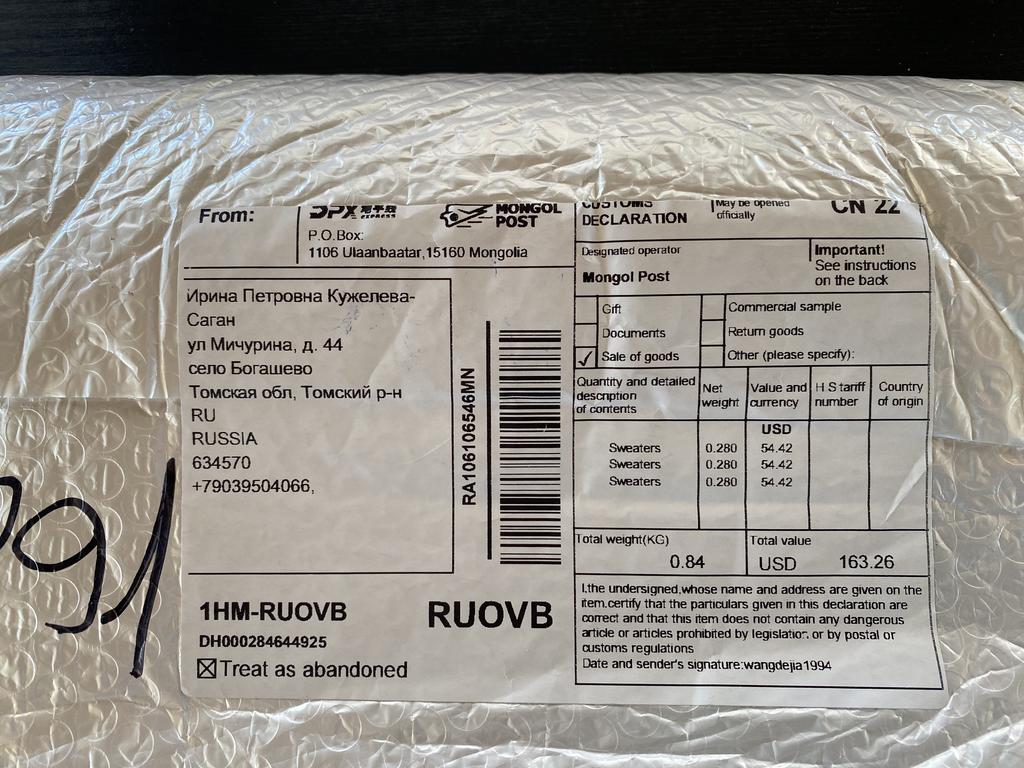 From:
DPX
EXPRESS
MONGOL
POST
P.O.Box:
1106 Ulaanbaatar,15160 Mongolia
Ирина Петровна Кужелева-
Саган
ул Мичурина, д. 44
село Богашево
Томская обл, Томский р-н
RU
RUSSIA
634570
+79039504066,
RA106106546MN
1HM-RUOVB
RUOVB
DH000284644925
☒Treat as abandoned
CUSTOMS
DECLARATION
May be opened
officially
CN 22
Designated operator
Mongol Post
Important!
See instructions
on the back
Gift
Commercial sample
Documents
Return goods
✓ Sale of goods
Other (please specify):
Quantity and detailed
description
of contents
Net
weight
Value and
currency
H S tariff
number
Country
of origin
USD
Sweaters 0.280 54.42
Sweaters 0.280 54.42
Sweaters 0.280 54.42
Total weight(KG)
0.84
Total value
USD 163.26
I,the undersigned,whose name and address are given on the
item,certify that the particulars given in this declaration are
correct and that this item does not contain any dangerous
article or articles prohibited by legislation or by postal or
customs regulations
Date and sender's signature:wangdejia1994
91